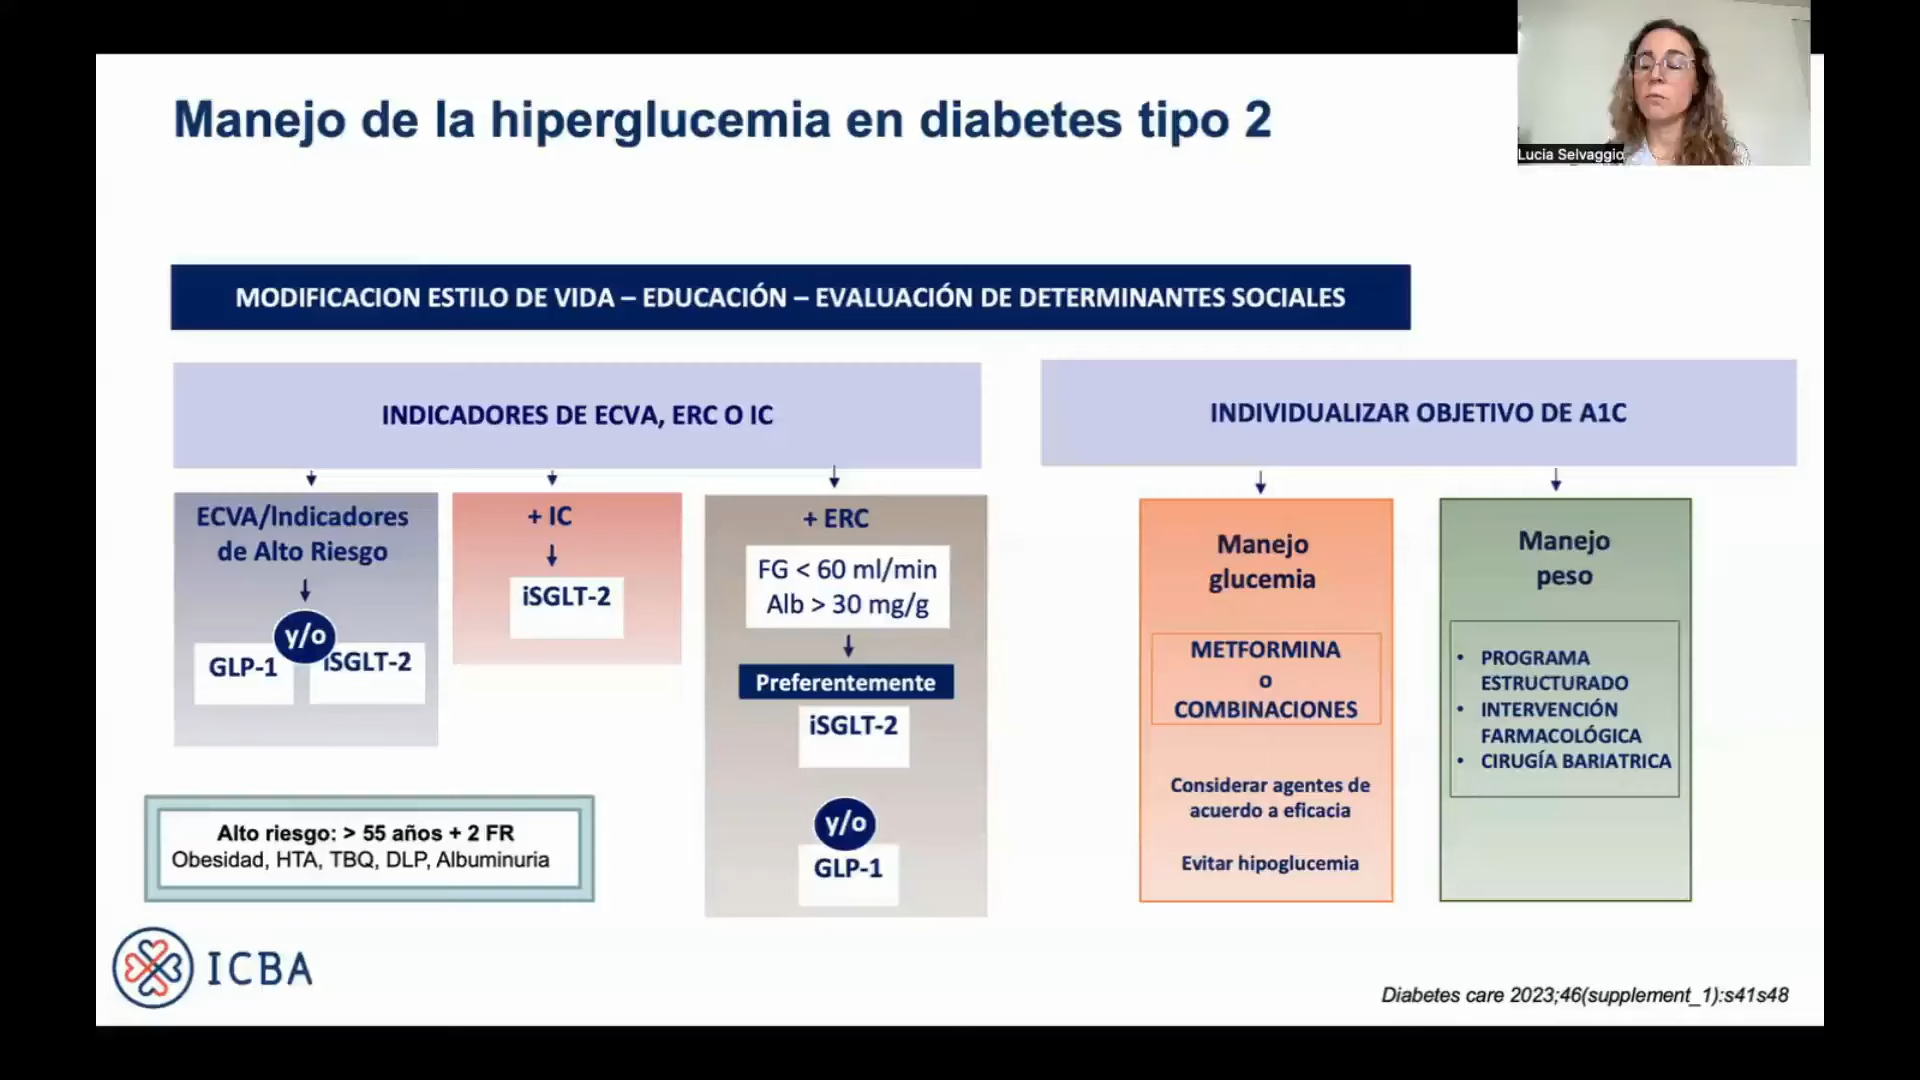 Manejo de la hiperglucemia en diabetes tipo 2
Lucia Selvaggio
MODIFICACION ESTILO DE VIDA – EDUCACIÓN – EVALUACIÓN DE DETERMINANTES SOCIALES
INDICADORES DE ECVA, ERC O IC
ECVA/Indicadores
de Alto Riesgo
y/o
GLP-1
iSGLT-2
+ IC
iSGLT-2
+ ERC
FG < 60 ml/min
Alb > 30 mg/g
Preferentemente
iSGLT-2
y/o
GLP-1
Alto riesgo: > 55 años + 2 FR
Obesidad, HTA, TBQ, DLP, Albuminuria
INDIVIDUALIZAR OBJETIVO DE A1C
Manejo
glucemia
METFORMINA
o
COMBINACIONES
Considerar agentes de
acuerdo a eficacia
Evitar hipoglucemia
Manejo
peso
• PROGRAMA
ESTRUCTURADO
• INTERVENCIÓN
FARMACOLÓGICA
• CIRUGÍA BARIATRICA
ICBA
Diabetes care 2023;46(supplement_1):s41s48